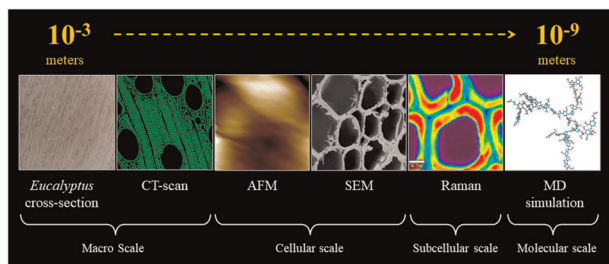 10-3
10-9
meters
meters
Eucalyptus
cross-section
CT-scan
AFM
SEM
Raman
MD
simulation
Macro Scale
Cellular scale
Subcellular scale
Molecular scale